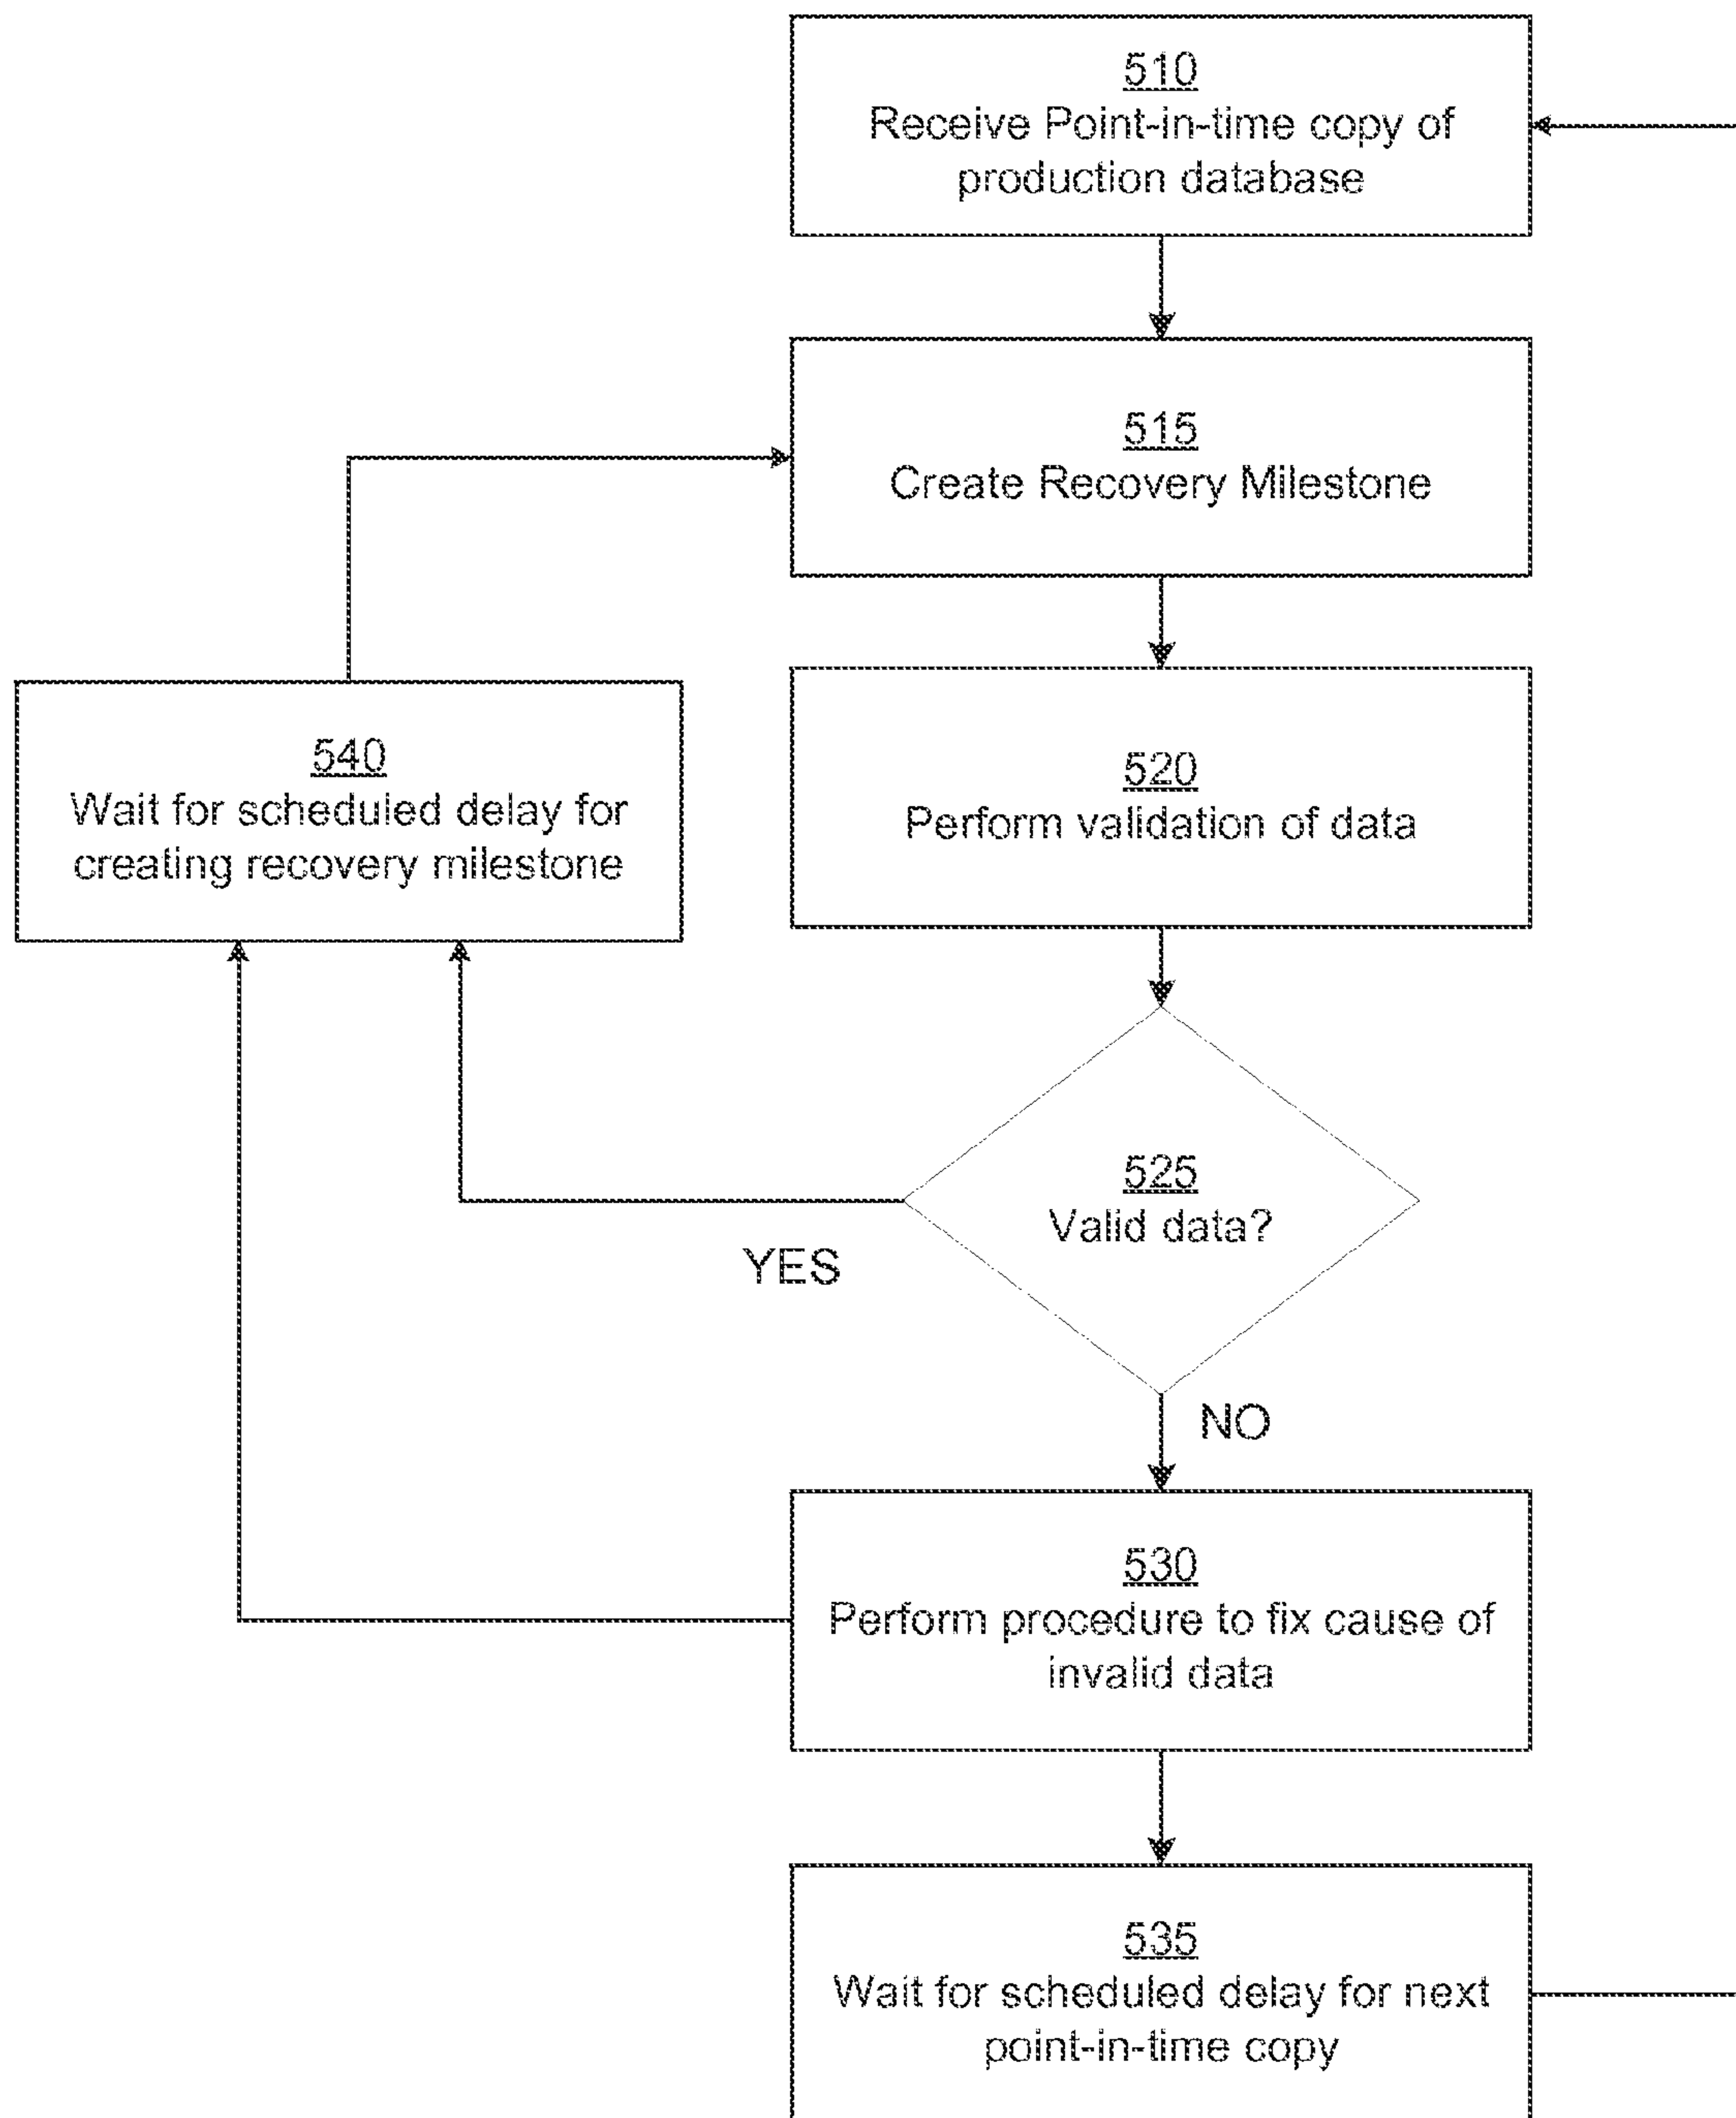 510
Receive Point-in-time copy of
production database
515
Create Recovery Milestone
540
Wait for scheduled delay for
creating recovery milestone
520
Perform validation of data
525
Valid data?
YES
NO
530
Perform procedure to fix cause of
invalid data
535
Wait for scheduled delay for next
point-in-time copy